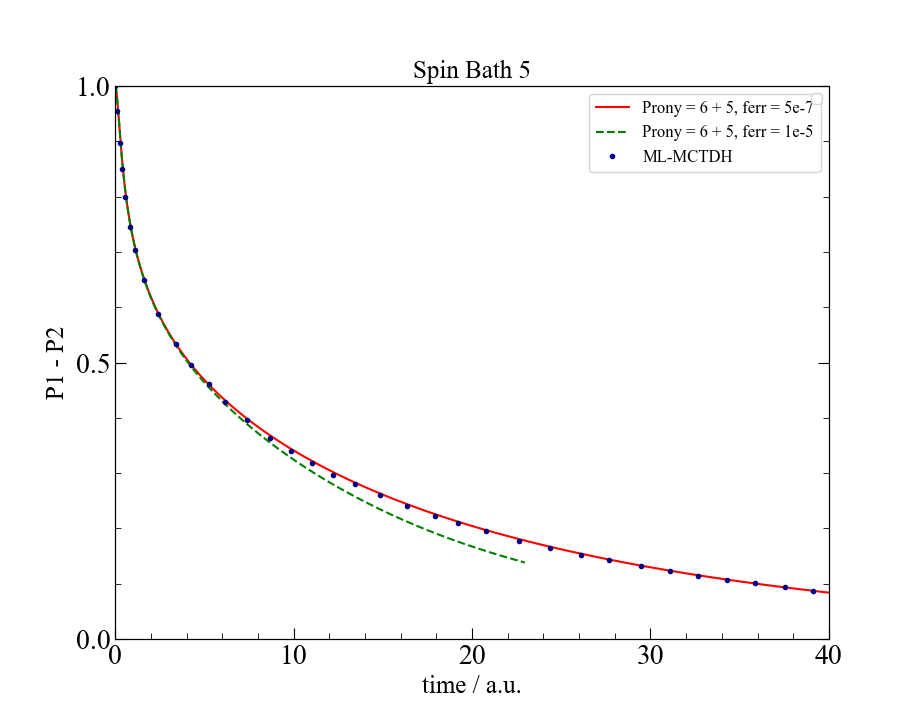 Spin Bath 5
1.0
Prony = 6 + 5, ferr = 5e-7
Prony = 6 + 5, ferr = 1e-5
ML-MCTDH
P1 - P2
0.5
0.0
0 10 20 30 40
time / a.u.